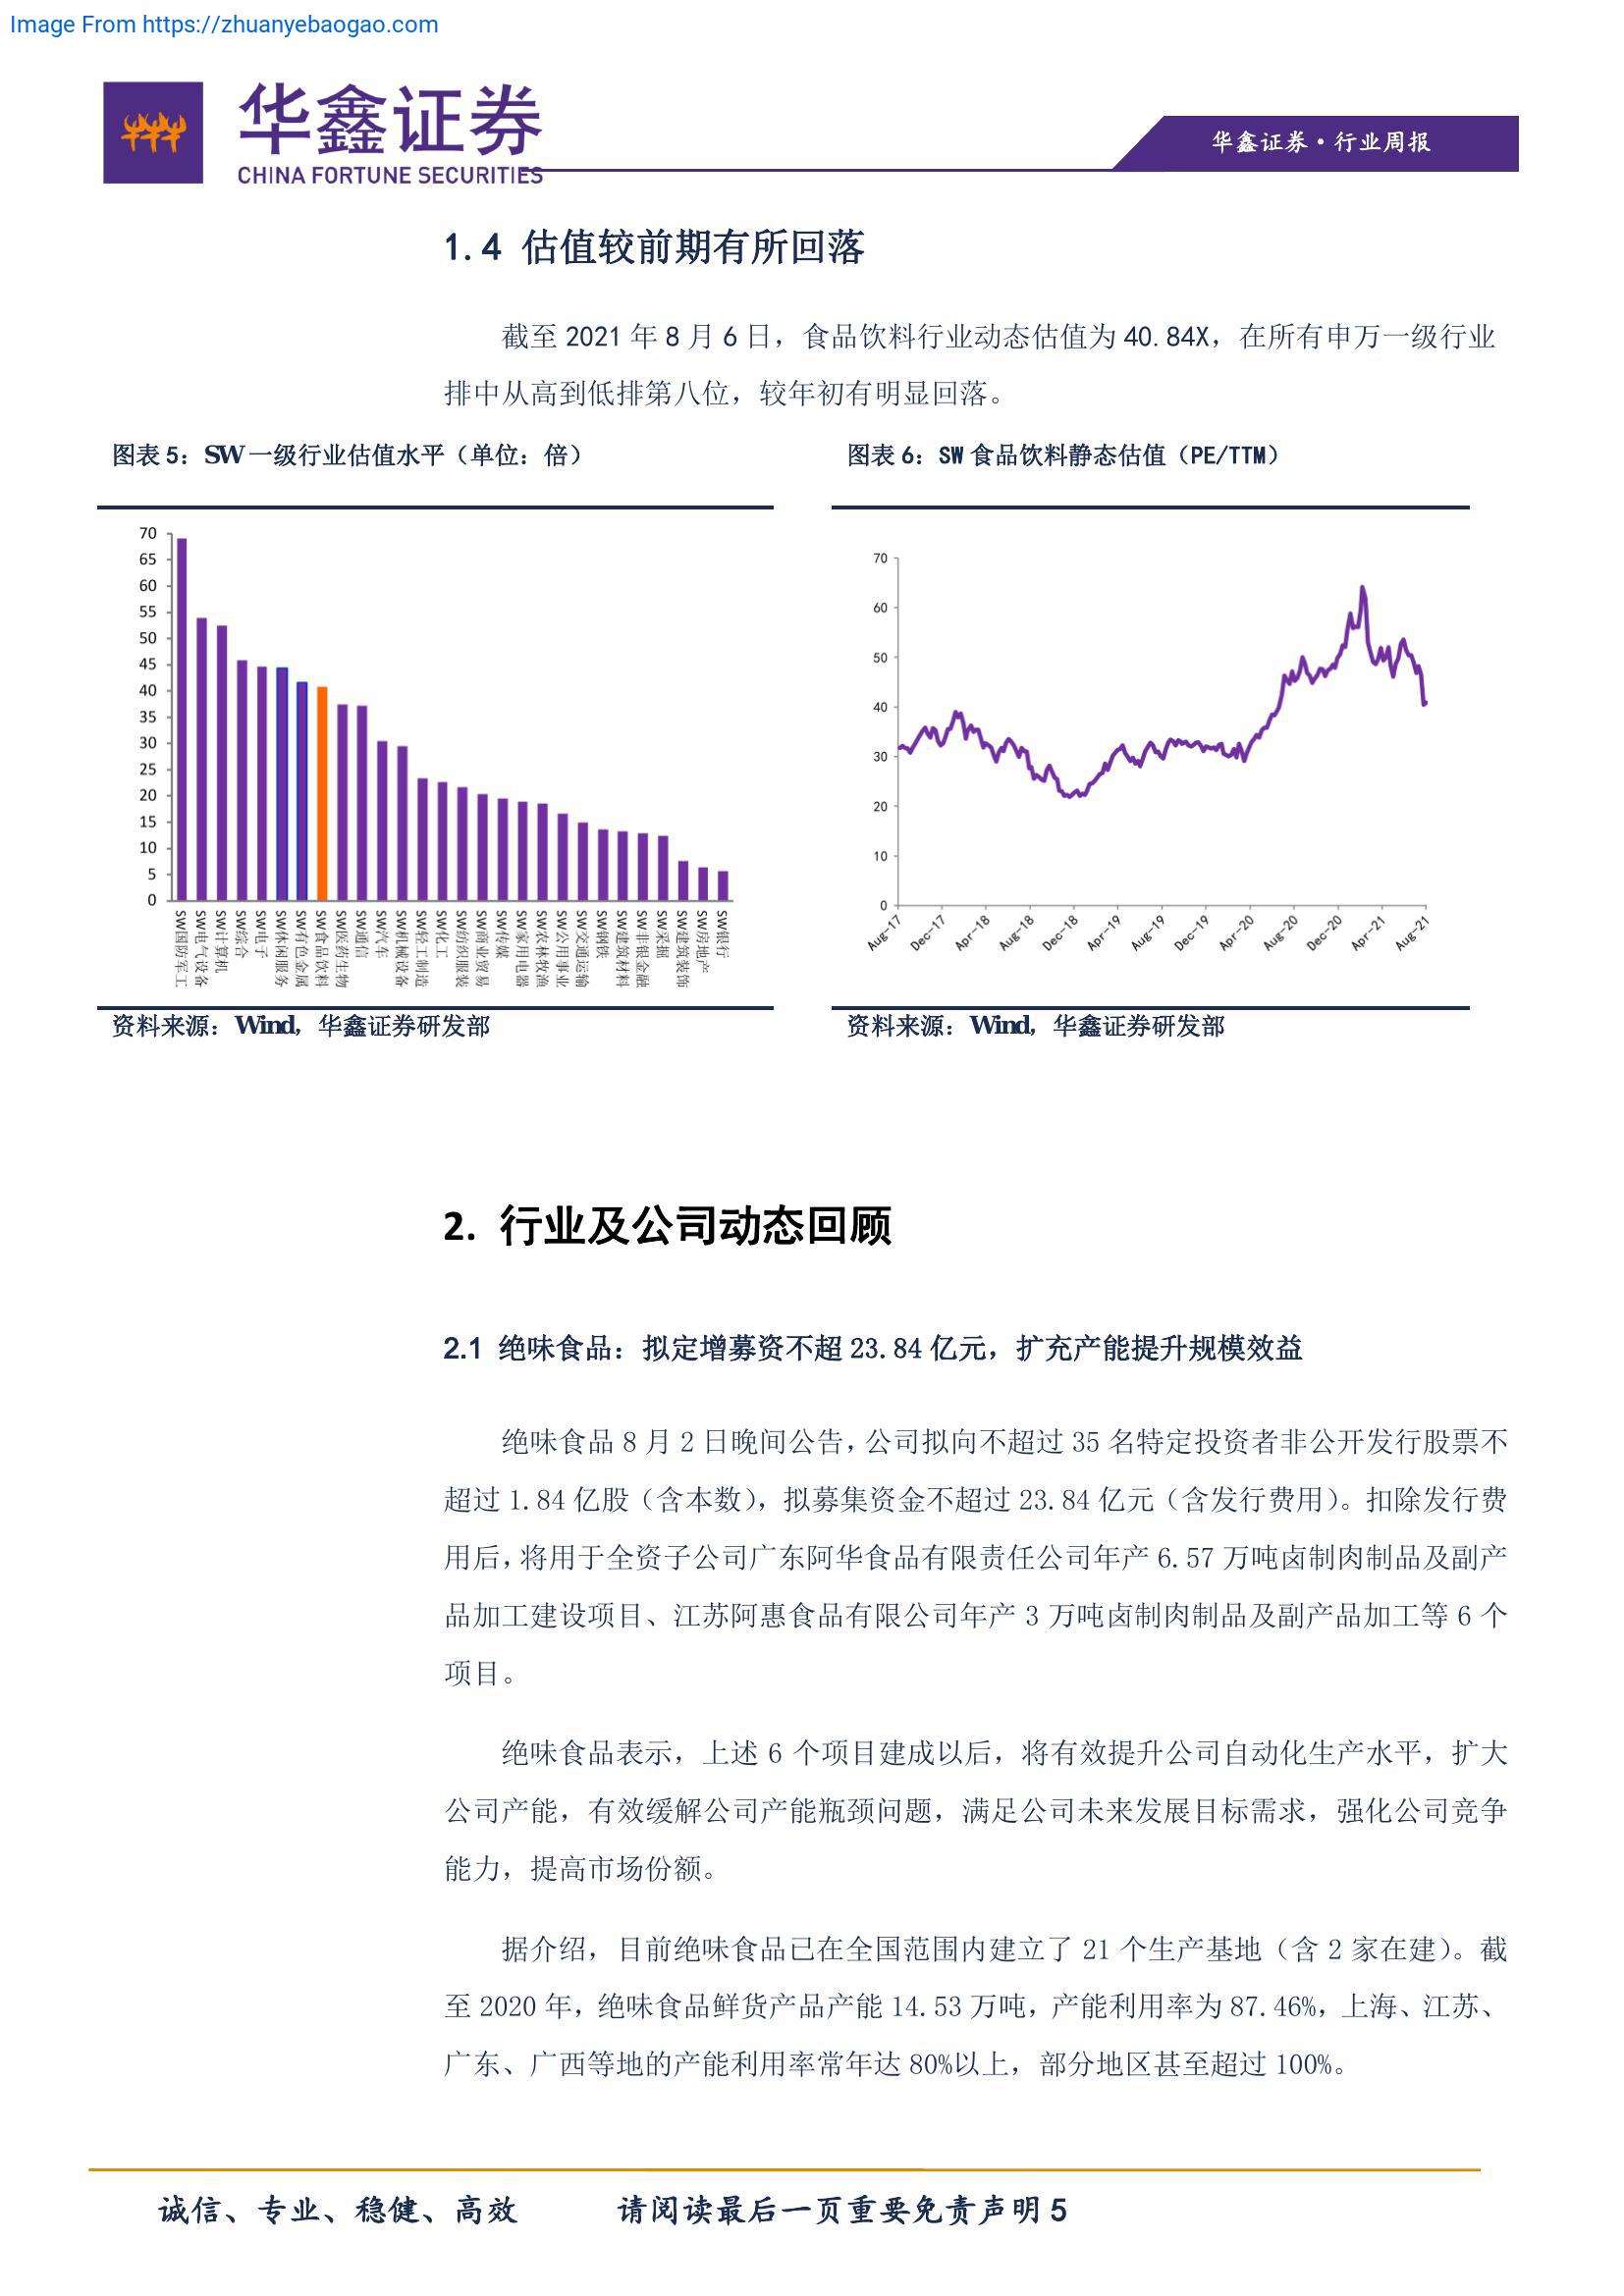 Image From https://zhuanyebaogao.com
华鑫证券
CHINA FORTUNE SECURITIES
华鑫证券·行业周报
1.4 估值较前期有所回落
截至 2021 年 8 月 6 日，食品饮料行业动态估值为 40.84X，在所有申万一级行业
排中从高到低排第八位，较年初有明显回落。
图表 5：SW 一级行业估值水平（单位：倍）
70
65
60
55
50
45
40
35
30
25
20
15
10
5
0
SW国防军工
SW电气设备
SW计算机
SW综合
SW电子
SW休闲服务
SW有色金属
SW食品饮料
SW医药生物
SW通信
SW汽车
SW机械设备
SW轻工制造
SW化工
SW纺织服装
SW商业贸易
SW传媒
SW家用电器
SW农林牧渔
SW公用事业
SW交通运输
SW钢铁
SW建筑材料
SW非银金融
SW采掘
SW建筑装饰
SW房地产
SW银行
资料来源：Wind，华鑫证券研发部
图表 6：SW 食品饮料静态估值（PE/TTM）
70
60
50
40
30
20
10
0
Aug-17
Dec-17
Apr-18
Aug-18
Dec-18
Apr-19
Aug-19
Dec-19
Apr-20
Aug-20
Dec-20
Apr-21
Aug-21
资料来源：Wind，华鑫证券研发部
2. 行业及公司动态回顾
2.1 绝味食品：拟定增募资不超 23.84 亿元，扩充产能提升规模效益
绝味食品 8 月 2 日晚间公告，公司拟向不超过 35 名特定投资者非公开发行股票不
超过 1.84 亿股（含本数），拟募集资金不超过 23.84 亿元（含发行费用）。扣除发行费
用后，将用于全资子公司广东阿华食品有限责任公司年产 6.57 万吨卤制肉制品及副产
品加工建设项目、江苏阿惠食品有限公司年产 3 万吨卤制肉制品及副产品加工等 6 个
项目。
绝味食品表示，上述 6 个项目建成以后，将有效提升公司自动化生产水平，扩大
公司产能，有效缓解公司产能瓶颈问题，满足公司未来发展目标需求，强化公司竞争
能力，提高市场份额。
据介绍，目前绝味食品已在全国范围内建立了 21 个生产基地（含 2 家在建）。截
至 2020 年，绝味食品鲜货产品产能 14.53 万吨，产能利用率为 87.46%，上海、江苏、
广东、广西等地的产能利用率常年达 80%以上，部分地区甚至超过 100%。
诚信、专业、稳健、高效 请阅读最后一页重要免责声明 5